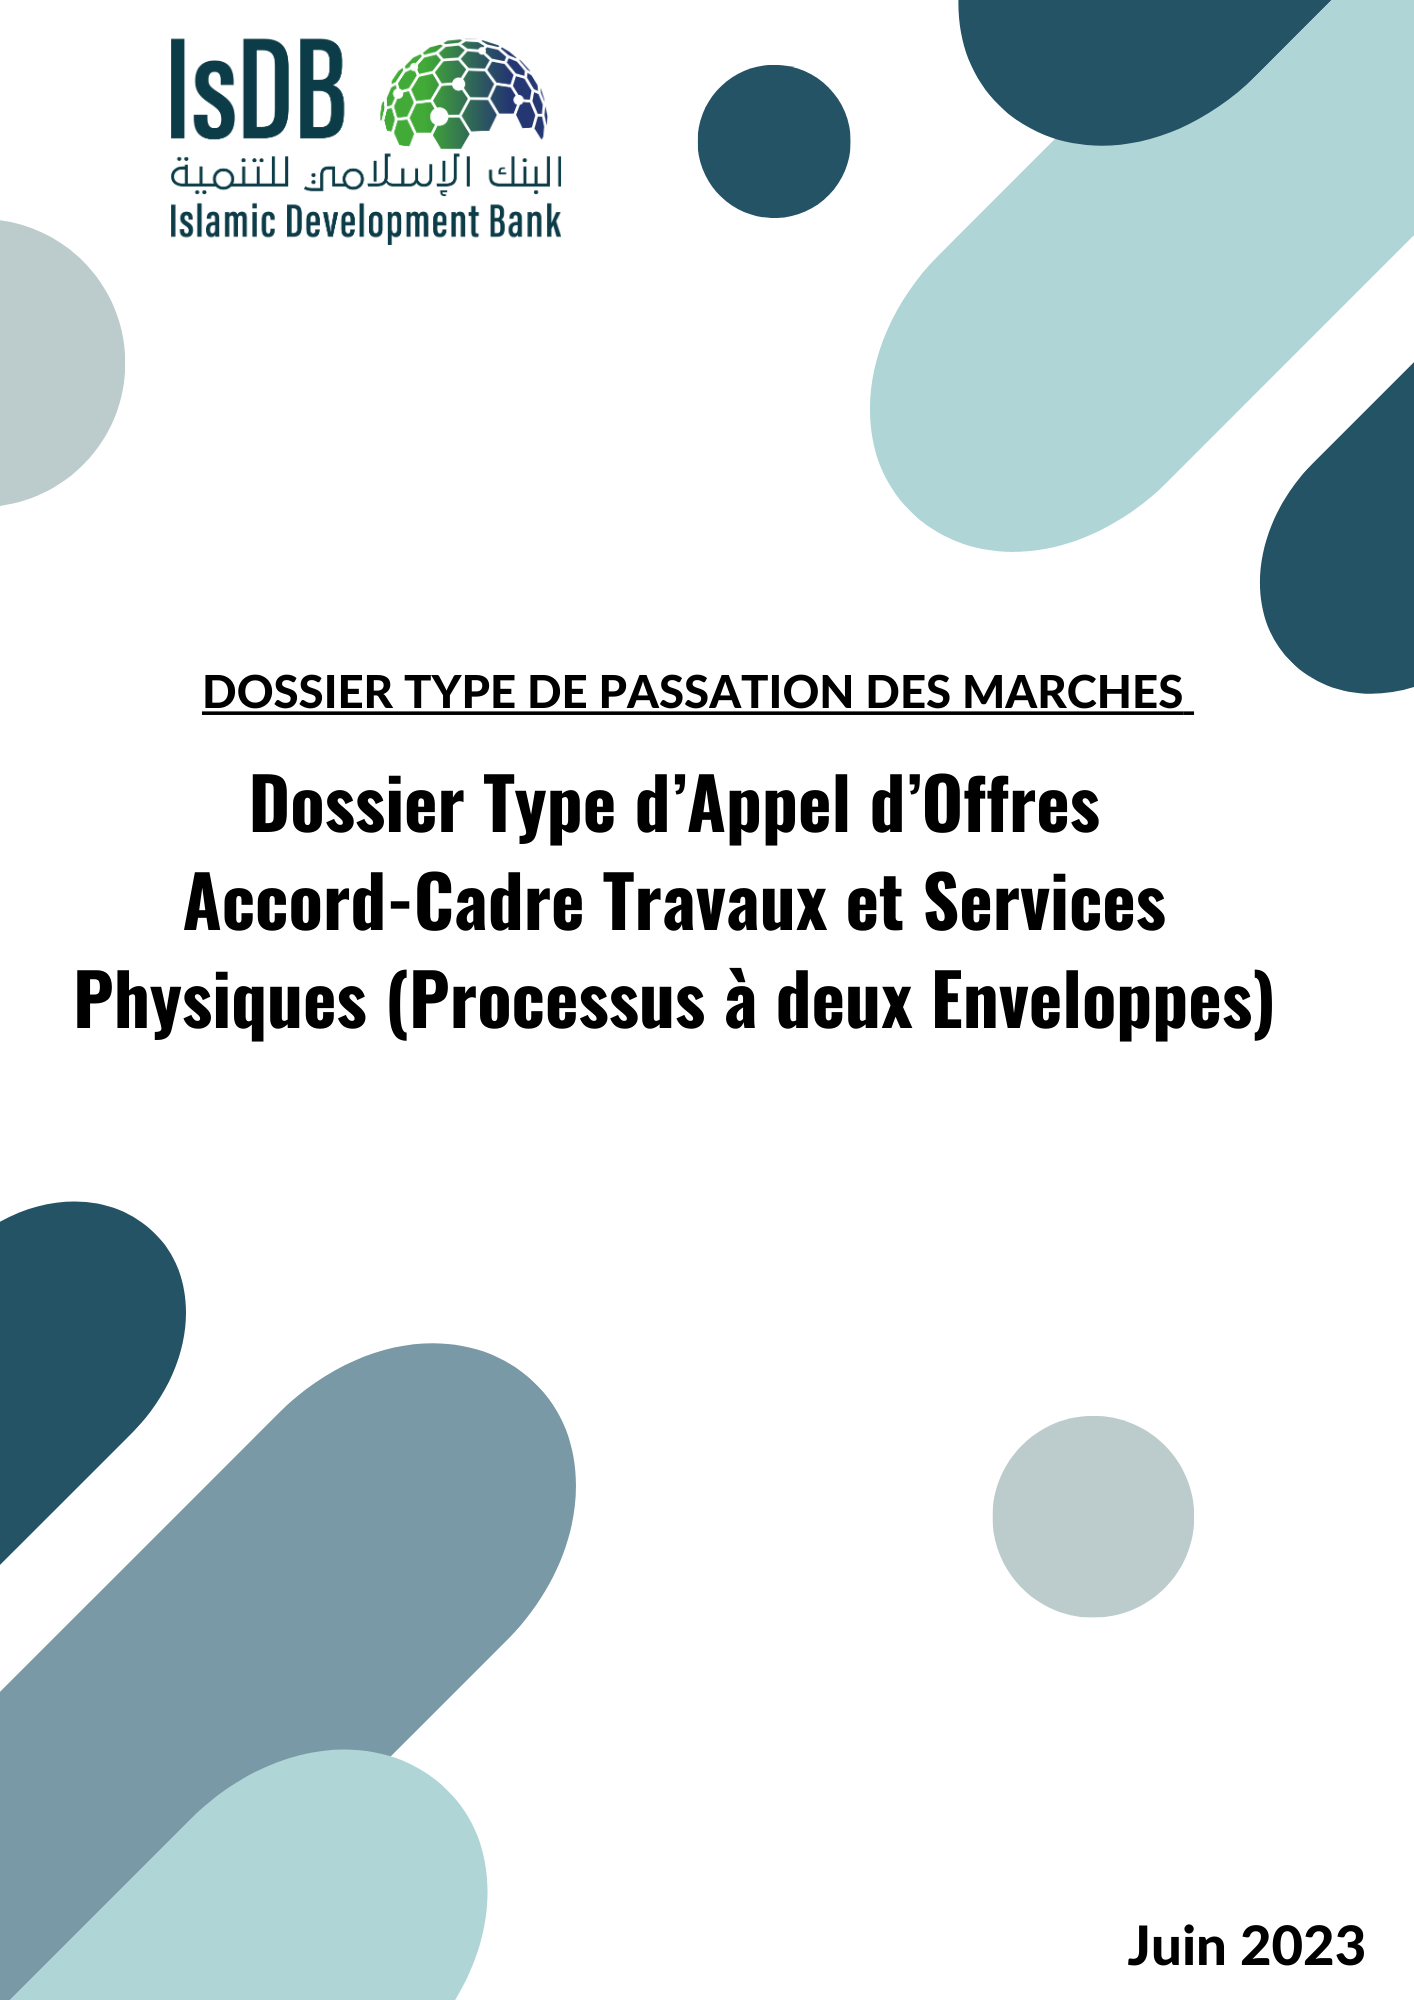 IsDB
البنك الإسلامي للتنمية
Islamic Development Bank
DOSSIER TYPE DE PASSATION DES MARCHES
Dossier Type d’Appel d’Offres
Accord-Cadre Travaux et Services
Physiques (Processus à deux Enveloppes)
Juin 2023